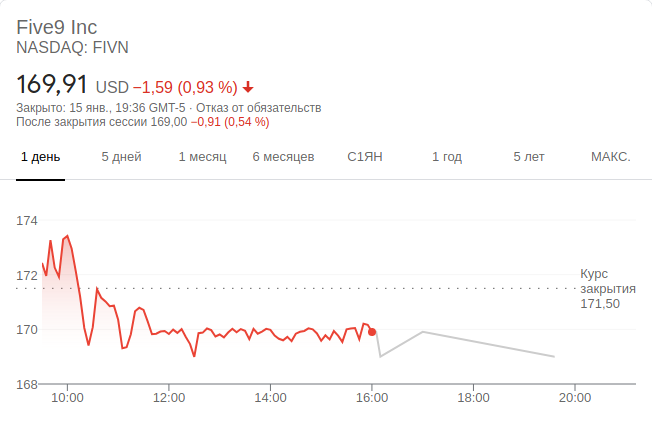 Five9 Inc
NASDAQ: FIVN
169,91 USD −1,59 (0,93 %)
Закрыто: 15 янв., 19:36 GMT-5 · Отказ от обязательств
После закрытия сессии 169,00 −0,91 (0,54 %)
1 день 5 дней 1 месяц 6 месяцев С1ЯН 1 год 5 лет МАКС.
174
172
170
168
Курс
закрытия
171,50
10:00 12:00 14:00 16:00 18:00 20:00